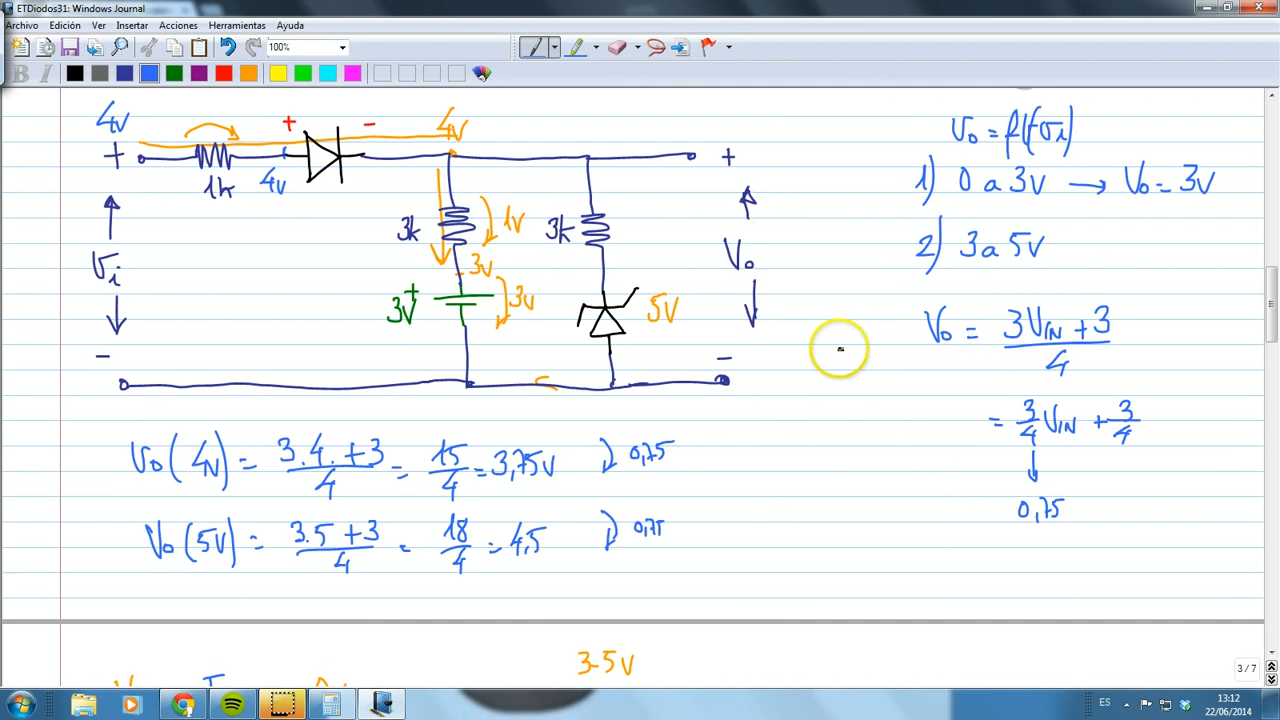 ETDiodos31: Windows Journal
Archivo Edición Ver Insertar Acciones Herramientas Ayuda
100%
4v
+ - 4v
+ 1k 4v +
Vi
3k 1v 3k
3v
3V + 3v 5V
Vo
- -
Vo = f(vi)
1) 0 a 3v → Vo = 3v
2) 3 a 5v
Vo = (3VIN + 3)/4
= 3/4 VIN + 3/4
0,75
Vo(4v) = (3.4. + 3)/4 = 15/4 = 3,75v 0,75
Vo(5v) = (3.5 + 3)/4 = 18/4 = 4,5 0,75
3-5v
3 / 7
ES
13:12
22/06/2014